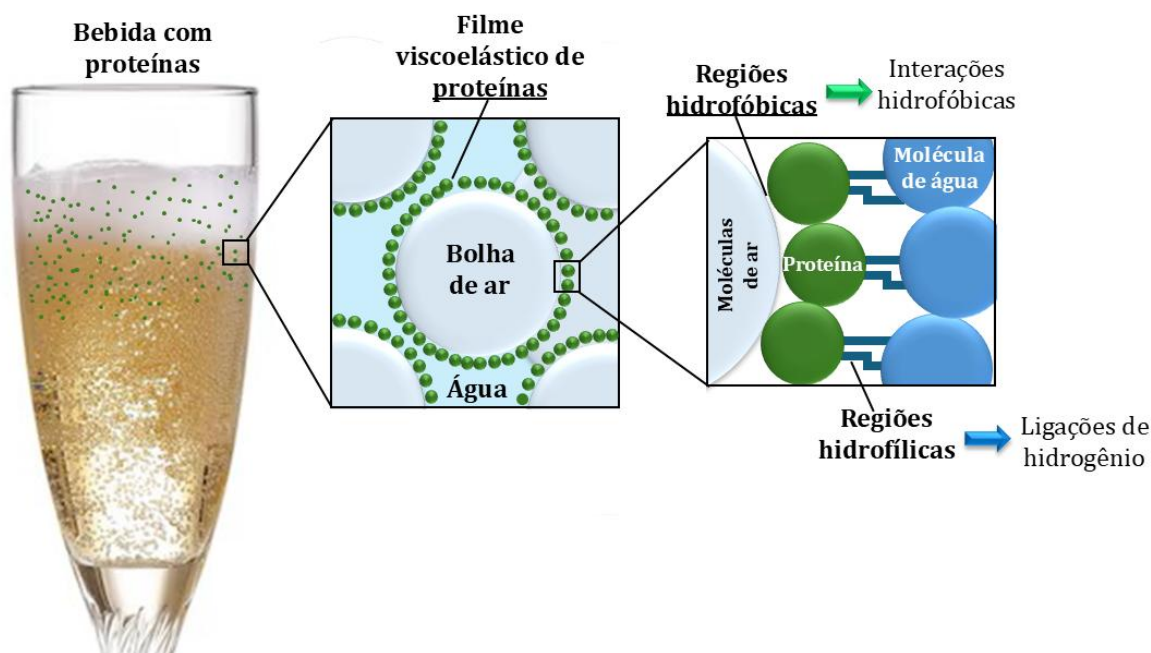 Bebida com
proteínas
Filme
viscoelástico de
proteínas
Bolha
de ar
Água
Regiões
hidrofóbicas
Interações
hidrofóbicas
Moléculas
de ar
Proteína
Molécula
de água
Regiões
hidrofílicas
Ligações de
hidrogênio